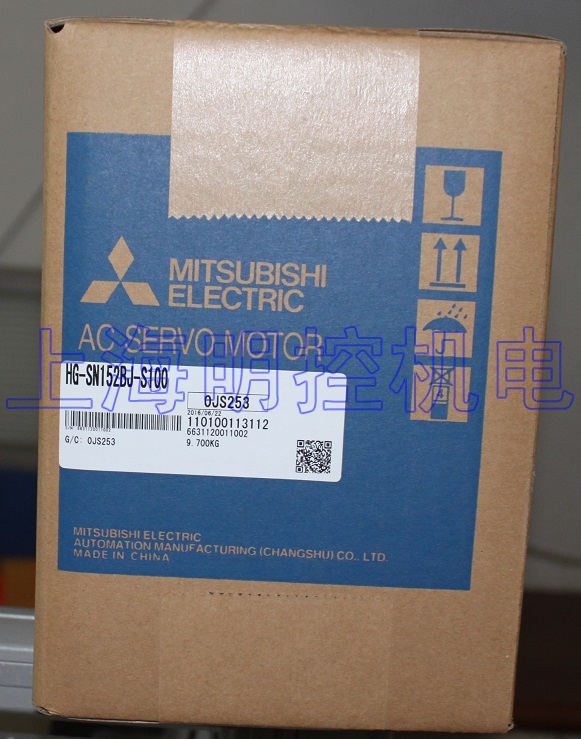 MITSUBISHI
ELECTRIC
AC SERVO MOTOR
上海明控机电
HG-SN152BJ-S100
0JS253
2016/06/22
110100113112
6631120011002
G/C: 0JS253
9.700KG
MITSUBISHI ELECTRIC
AUTOMATION MANUFACTURING (CHANGSHU) CO., LTD.
MADE IN CHINA